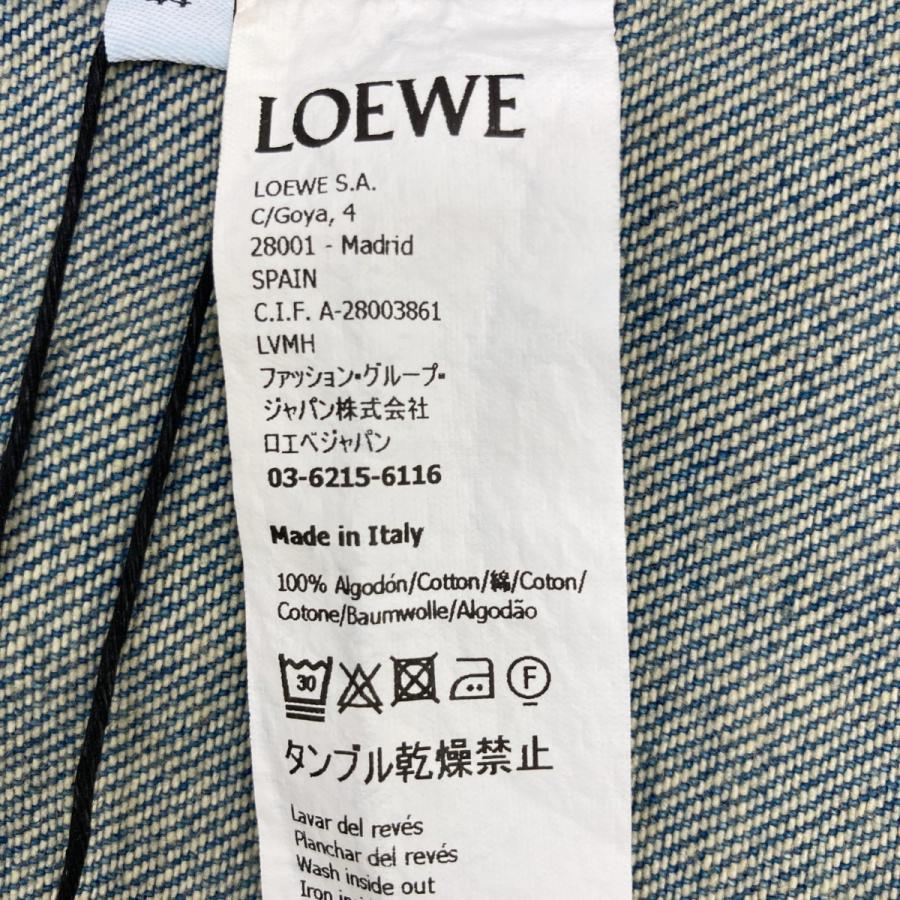 LOEWE
LOEWE S.A.
C/Goya, 4
28001 - Madrid
SPAIN
C.I.F. A-28003861
LVMH
ファッション・グループ・
ジャパン株式会社
ロエベジャパン
03-6215-6116
Made in Italy
100% Algodón/Cotton/綿/Coton/
Cotone/Baumwolle/Algodão
30
F
タンブル乾燥禁止
Lavar del revés
Planchar del revés
Wash inside out
Iron